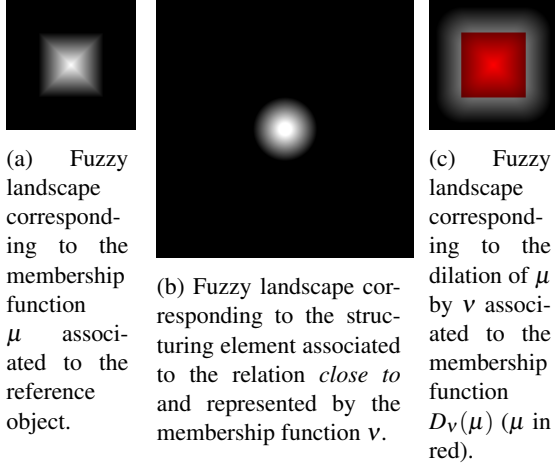 (a) Fuzzy
landscape
correspond-
ing to the
membership
function
μ associ-
ated to the
reference
object.
(b) Fuzzy landscape cor-
responding to the struc-
turing element associated
to the relation close to
and represented by the
membership function ν.
(c) Fuzzy
landscape
correspond-
ing to the
dilation of μ
by ν associ-
ated to the
membership
function
Dν(μ) (μ in
red).